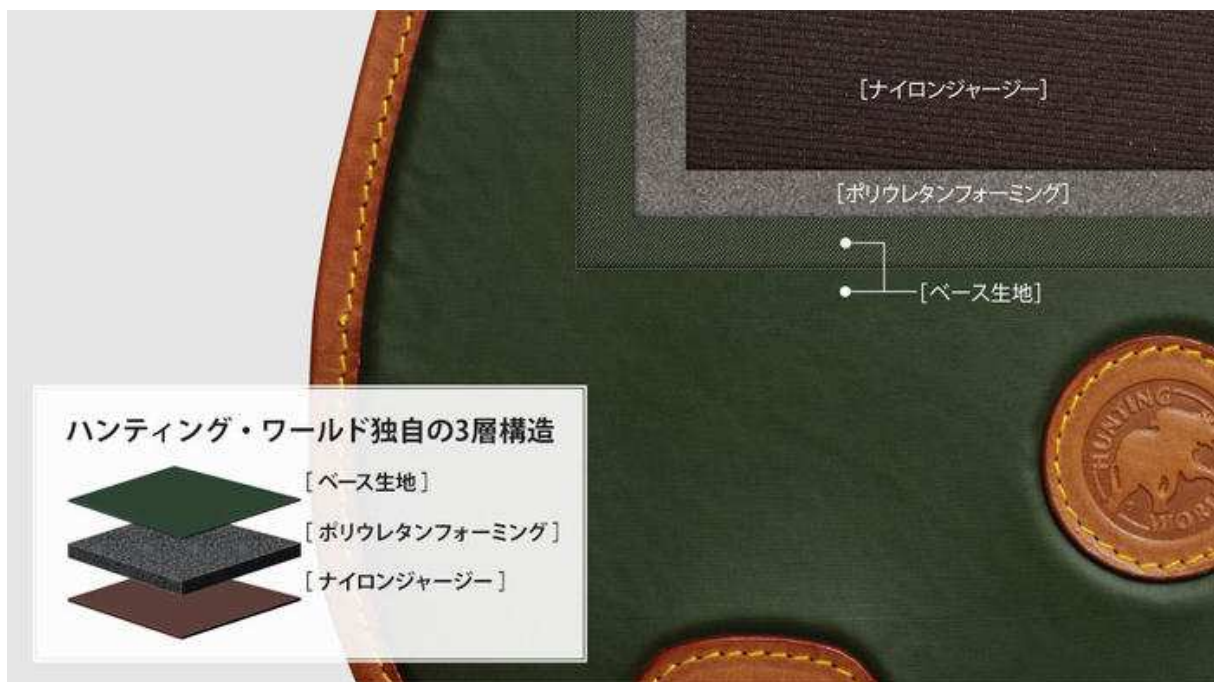 [ナイロンジャージー]
[ポリウレタンフォーミング]
[ベース生地]
ハンティング・ワールド独自の3層構造
[ベース生地]
[ポリウレタンフォーミング]
[ナイロンジャージー]
HUNTING